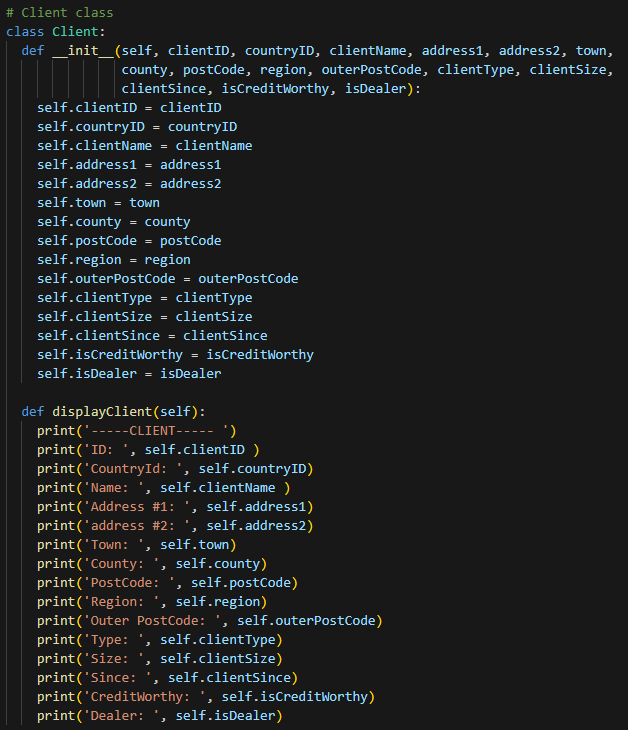 # Client class
class Client:
  def __init__(self, clientID, countryID, clientName, address1, address2, town,
               county, postCode, region, outerPostCode, clientType, clientSize,
               clientSince, isCreditWorthy, isDealer):
    self.clientID = clientID
    self.countryID = countryID
    self.clientName = clientName
    self.address1 = address1
    self.address2 = address2
    self.town = town
    self.county = county
    self.postCode = postCode
    self.region = region
    self.outerPostCode = outerPostCode
    self.clientType = clientType
    self.clientSize = clientSize
    self.clientSince = clientSince
    self.isCreditWorthy = isCreditWorthy
    self.isDealer = isDealer

  def displayClient(self):
    print('-----CLIENT----- ')
    print('ID: ', self.clientID )
    print('CountryId: ', self.countryID)
    print('Name: ', self.clientName )
    print('Address #1: ', self.address1)
    print('address #2: ', self.address2)
    print('Town: ', self.town)
    print('County: ', self.county)
    print('PostCode: ', self.postCode)
    print('Region: ', self.region)
    print('Outer PostCode: ', self.outerPostCode)
    print('Type: ', self.clientType)
    print('Size: ', self.clientSize)
    print('Since: ', self.clientSince)
    print('CreditWorthy: ', self.isCreditWorthy)
    print('Dealer: ', self.isDealer)